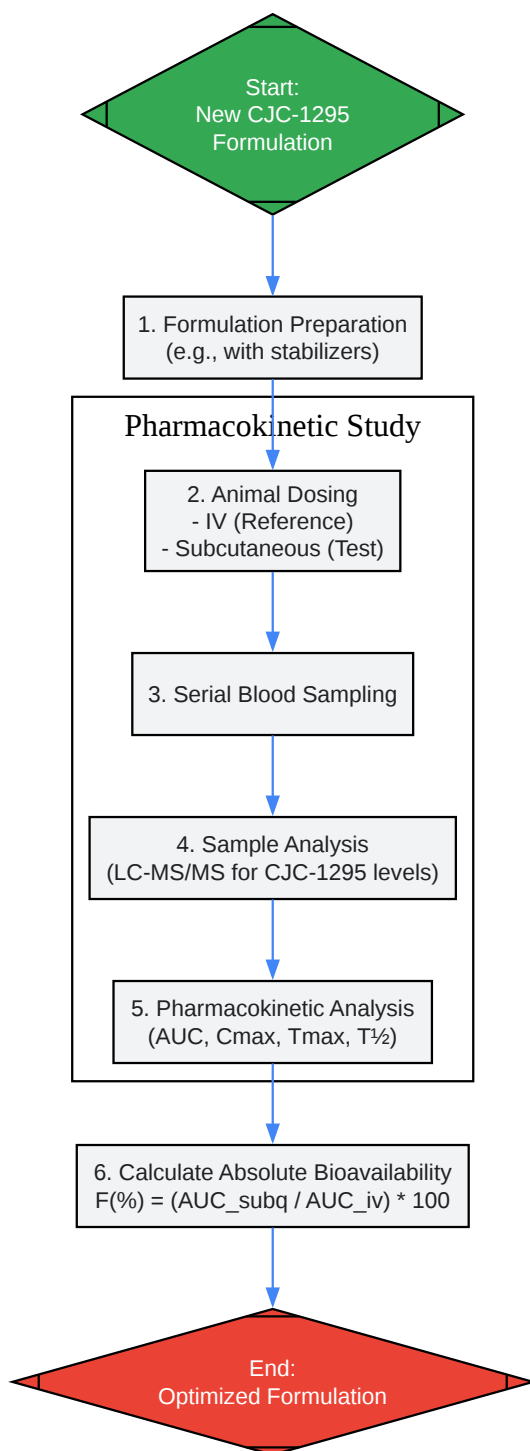 Start:
New CJC-1295
Formulation
1. Formulation Preparation
(e.g., with stabilizers)
Pharmacokinetic Study
2. Animal Dosing
- IV (Reference)
- Subcutaneous (Test)
3. Serial Blood Sampling
4. Sample Analysis
(LC-MS/MS for CJC-1295 levels)
5. Pharmacokinetic Analysis
(AUC, Cmax, Tmax, T½)
6. Calculate Absolute Bioavailability
F(%) = (AUC_subq / AUC_iv) * 100
End:
Optimized Formulation